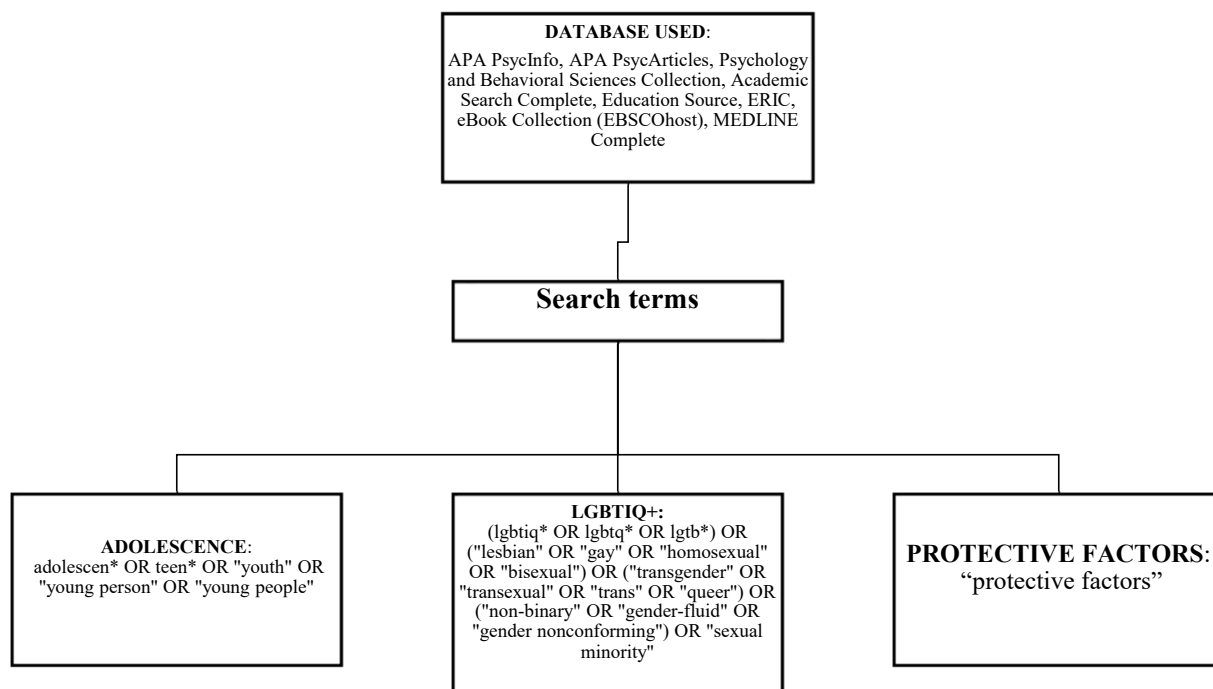 DATABASE USED:
APA PsycInfo, APA PsycArticles, Psychology
and Behavioral Sciences Collection, Academic
Search Complete, Education Source, ERIC,
eBook Collection (EBSCOhost), MEDLINE
Complete
Search terms
ADOLESCENCE:
adolescen* OR teen* OR "youth" OR
"young person" OR "young people"
LGBTIQ+:
(lgbtiq* OR lgbtq* OR lgtb*) OR
("lesbian" OR "gay" OR "homosexual"
OR "bisexual") OR ("transgender" OR
"transexual" OR "trans" OR "queer") OR
("non-binary" OR "gender-fluid" OR
"gender nonconforming") OR "sexual
minority"
PROTECTIVE FACTORS:
“protective factors”